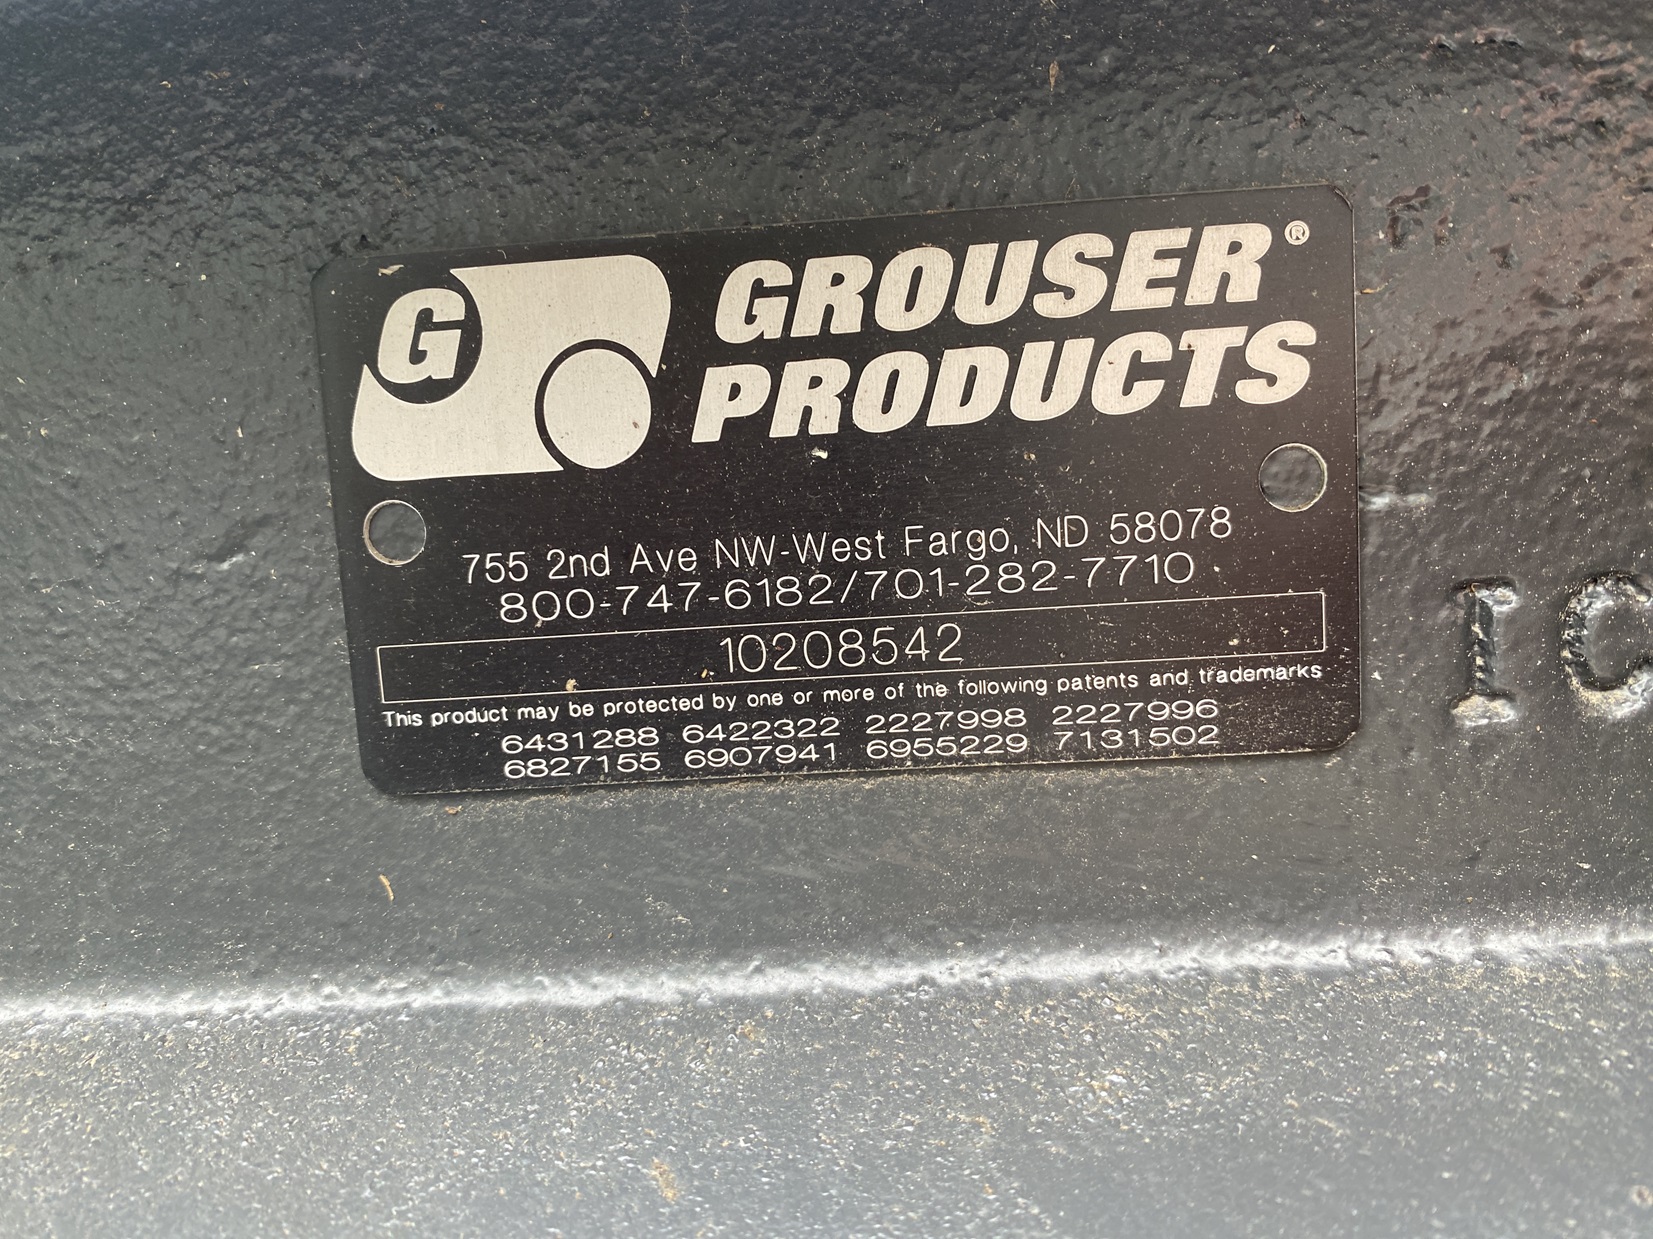 G
GROUSER®
PRODUCTS
755 2nd Ave NW-West Fargo, ND 58078
800-747-6182/701-282-7710
10208542
This product may be protected by one or more of the following patents and trademarks
6431288 6422322 2227998 2227996
6827155 6907941 6955229 7131502
IC